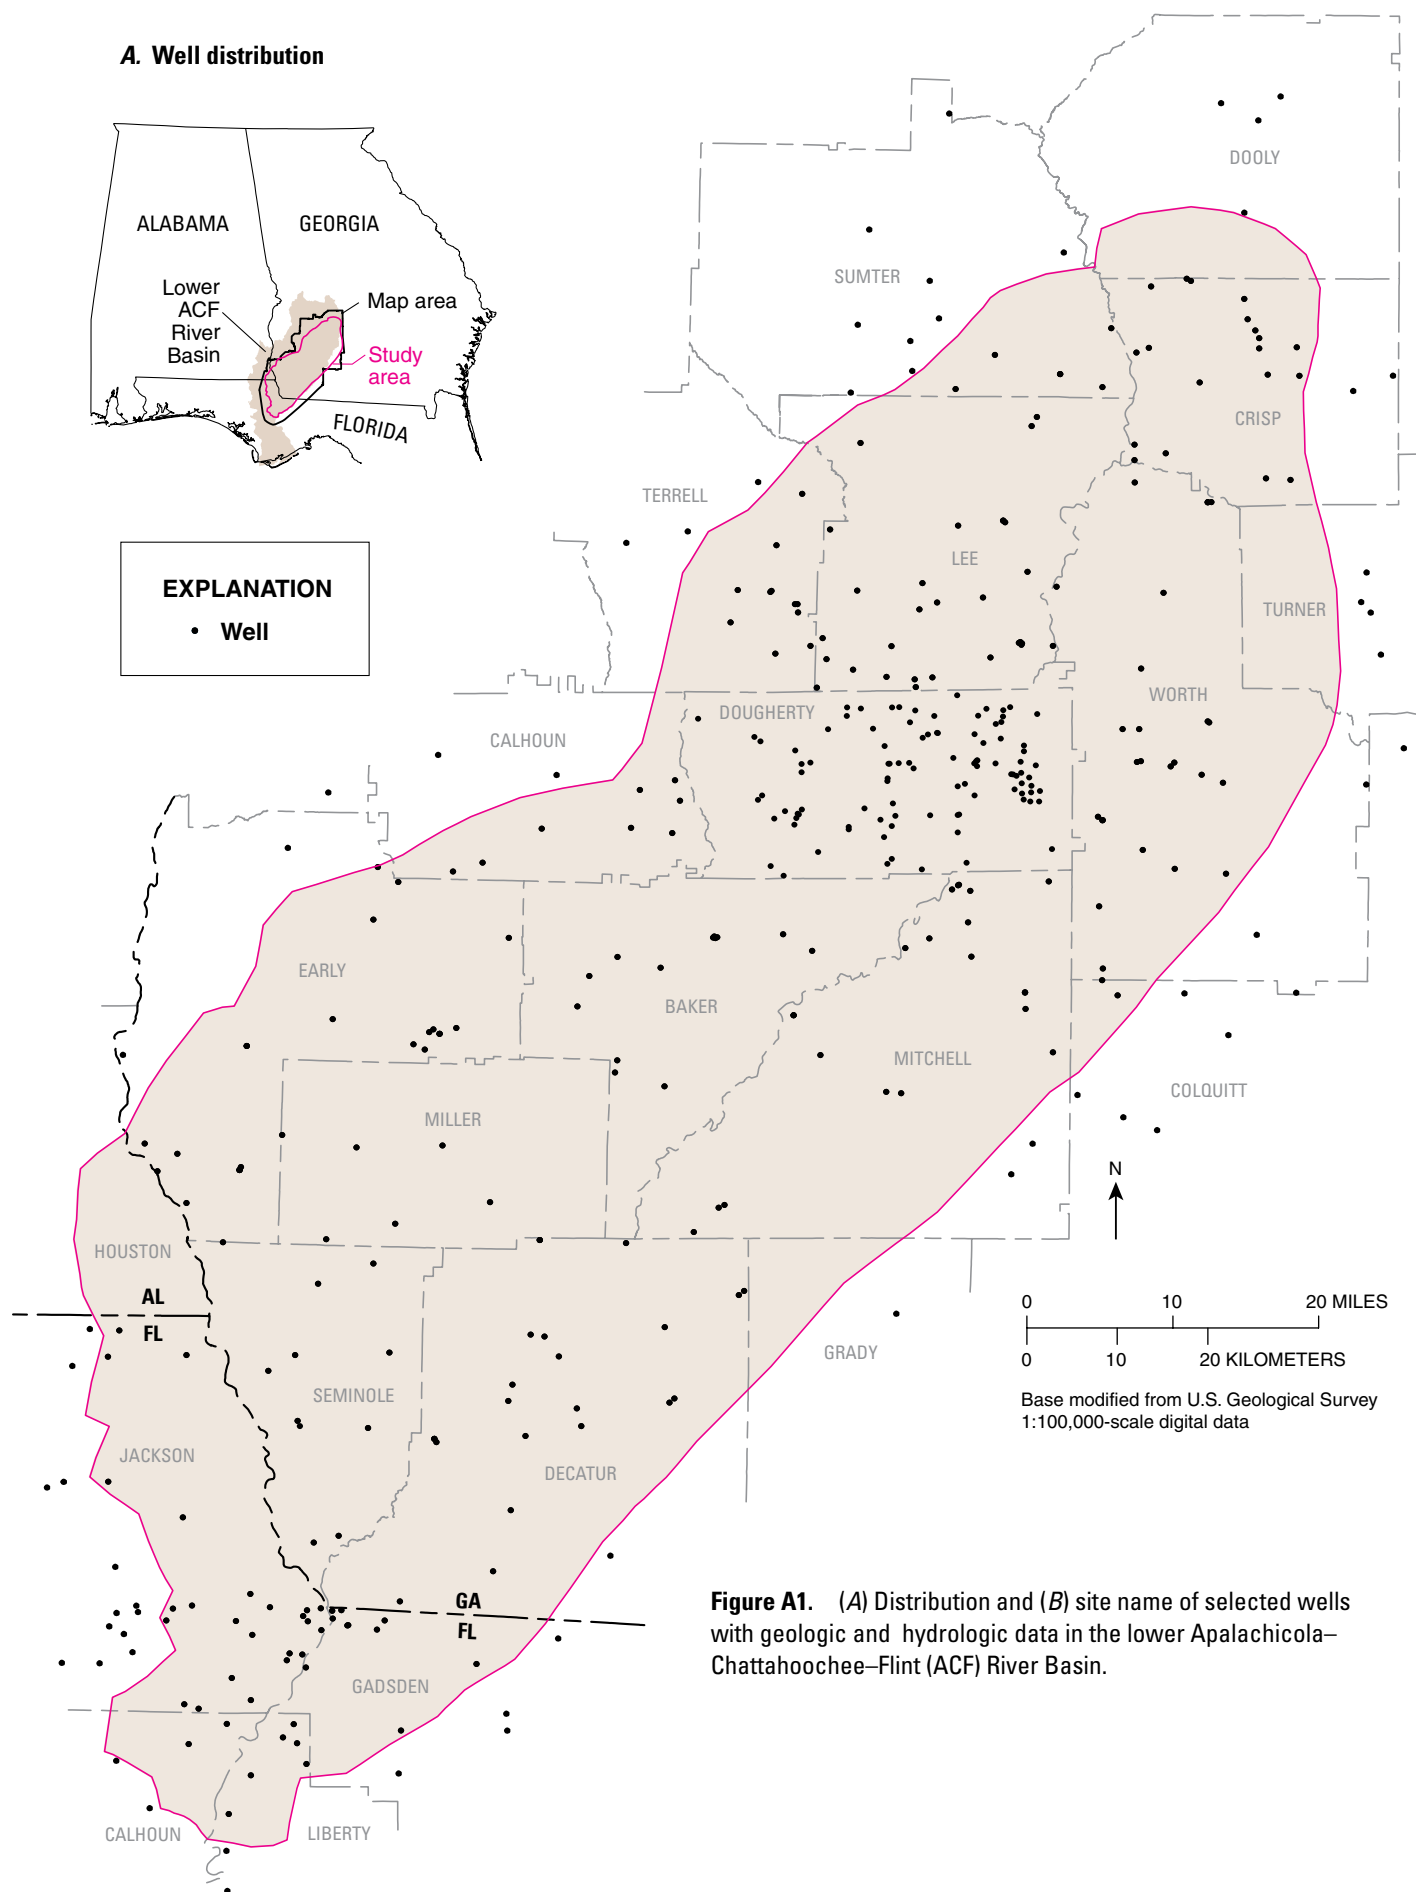 A. Well distribution
ALABAMA
GEORGIA
Lower
ACF
River
Basin
Map area
Study
area
FLORIDA
EXPLANATION
Well
DOOLY
SUMTER
CRISP
TERRELL
LEE
TURNER
WORTH
DOUGHERTY
CALHOUN
EARLY
BAKER
MITCHELL
COLQUITT
MILLER
N
HOUSTON
AL
FL
0 10 20 MILES
0 10 20 KILOMETERS
GRADY
SEMINOLE
Base modified from U.S. Geological Survey
1:100,000-scale digital data
JACKSON
DECATUR
GA
FL
Figure A1. (A) Distribution and (B) site name of selected wells
with geologic and hydrologic data in the lower Apalachicola–
Chattahoochee–Flint (ACF) River Basin.
GADSDEN
CALHOUN
LIBERTY